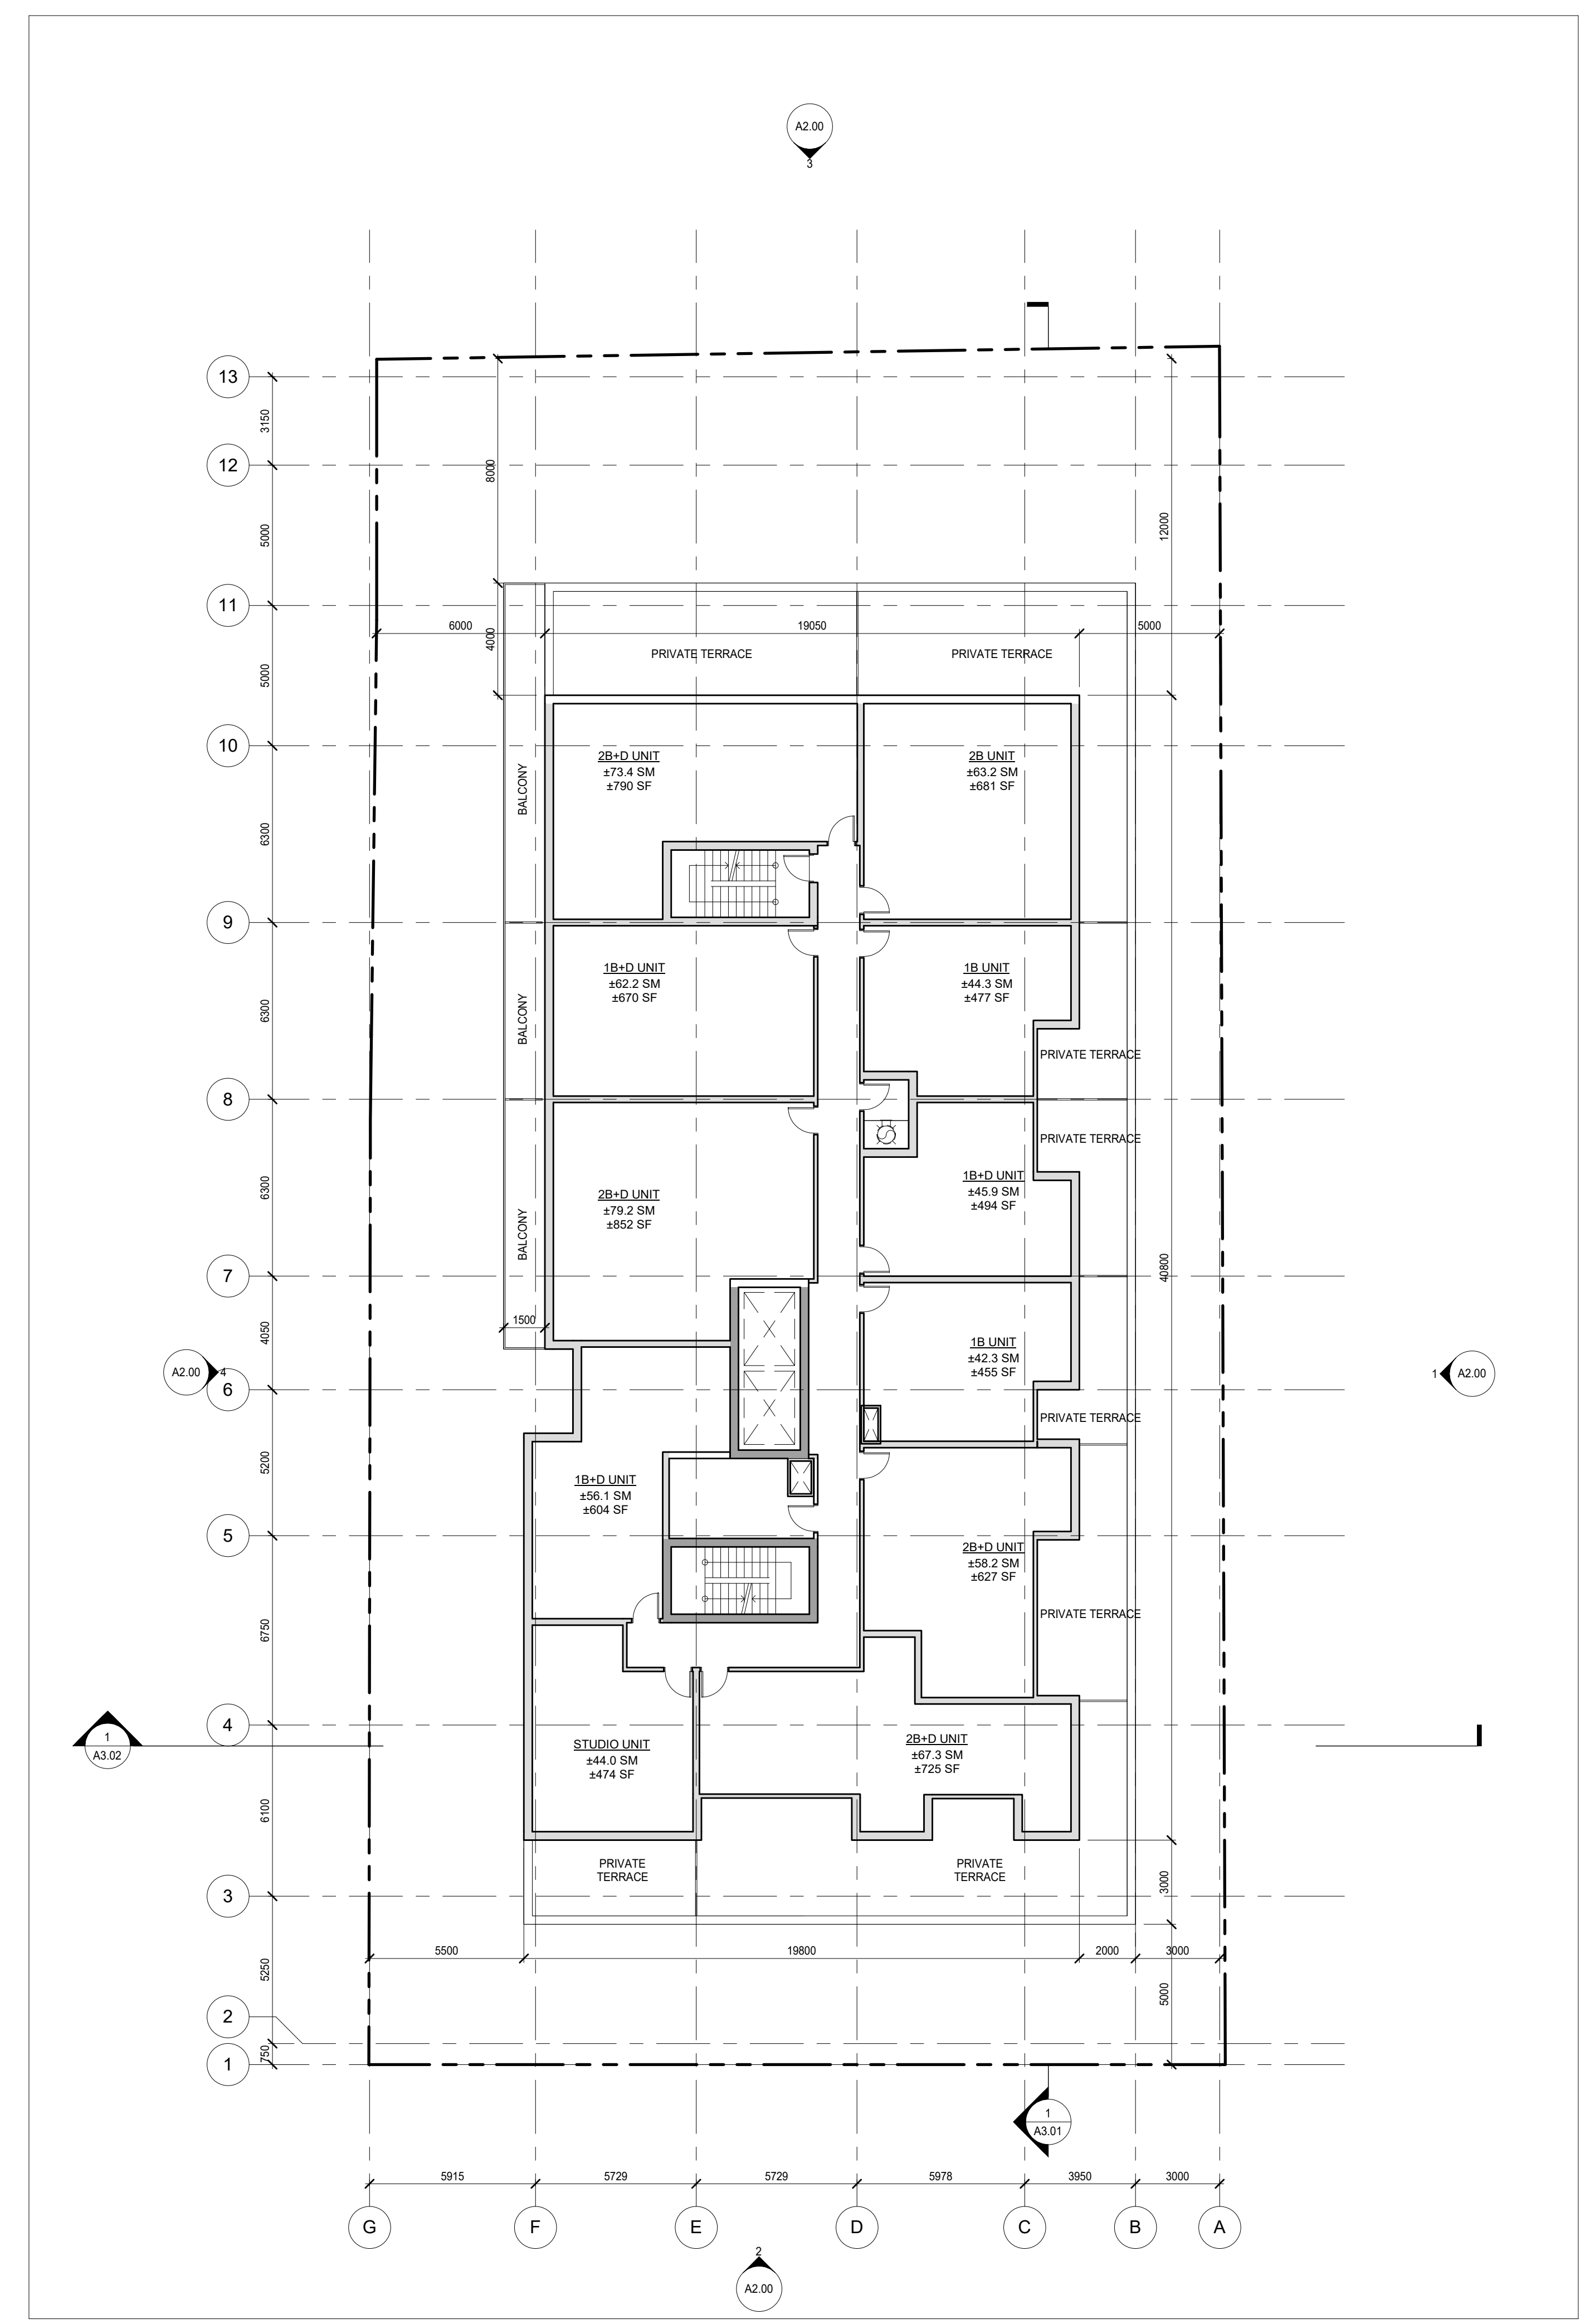 A2.00
3
13
3150
12
8000
12000
5000
11
6000
19050
5000
4000
PRIVATE TERRACE
PRIVATE TERRACE
5000
10
2B+D UNIT
±73.4 SM
±790 SF
2B UNIT
±63.2 SM
±681 SF
BALCONY
6300
9
1B+D UNIT
±62.2 SM
±670 SF
1B UNIT
±44.3 SM
±477 SF
BALCONY
6300
PRIVATE TERRACE
8
PRIVATE TERRACE
1B+D UNIT
±45.9 SM
±494 SF
6300
2B+D UNIT
±79.2 SM
±852 SF
BALCONY
40800
7
1500
4050
1B UNIT
±42.3 SM
±455 SF
A2.00
4
1
A2.00
6
PRIVATE TERRACE
5200
1B+D UNIT
±56.1 SM
±604 SF
5
2B+D UNIT
±58.2 SM
±627 SF
PRIVATE TERRACE
6750
4
1
A3.02
STUDIO UNIT
±44.0 SM
±474 SF
2B+D UNIT
±67.3 SM
±725 SF
6100
PRIVATE
TERRACE
PRIVATE
TERRACE
3000
3
5500
19800
2000
3000
5250
5000
2
750
1
1
A3.01
5915
5729
5729
5978
3950
3000
G
F
E
D
C
B
A
2
A2.00